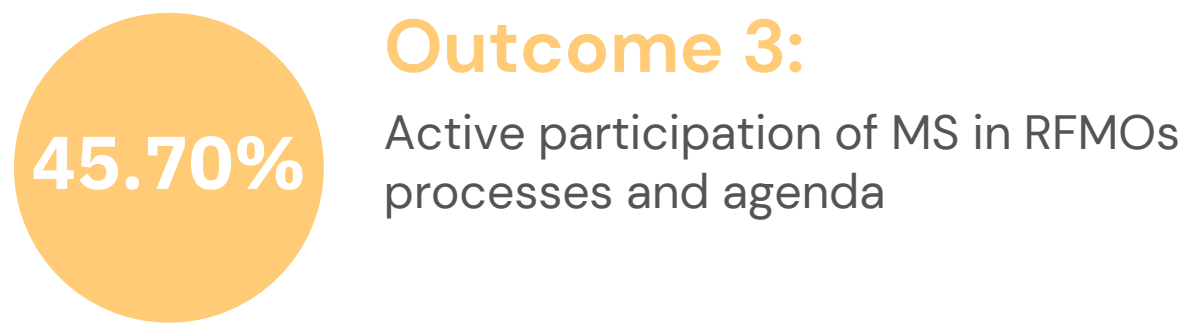 45.70%
Outcome 3:
Active participation of MS in RFMOs
processes and agenda